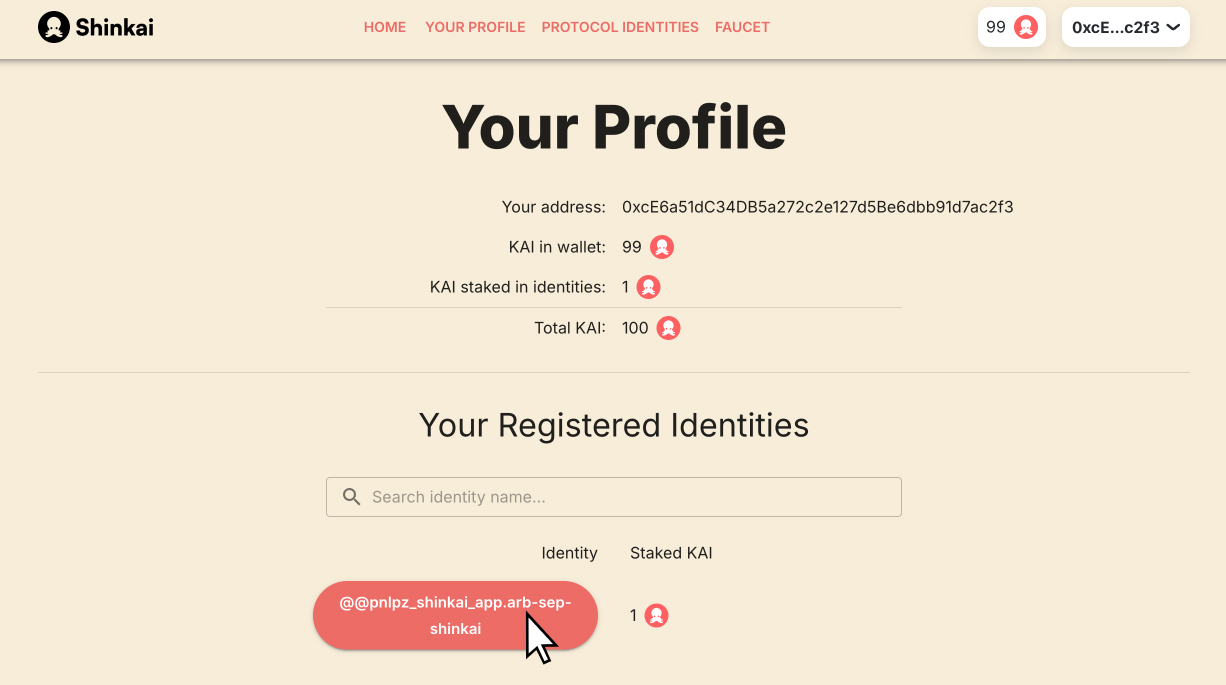 Shinkai
HOME YOUR PROFILE PROTOCOL IDENTITIES FAUCET
99
0xcE...c2f3
Your Profile
Your address: 0xcE6a51dC34DB5a272c2e127d5Be6dbb91d7ac2f3
KAI in wallet: 99
KAI staked in identities: 1
Total KAI: 100
Your Registered Identities
Search identity name...
Identity Staked KAI
@@pnlpz_shinkai_app.arb-sep-
shinkai
1